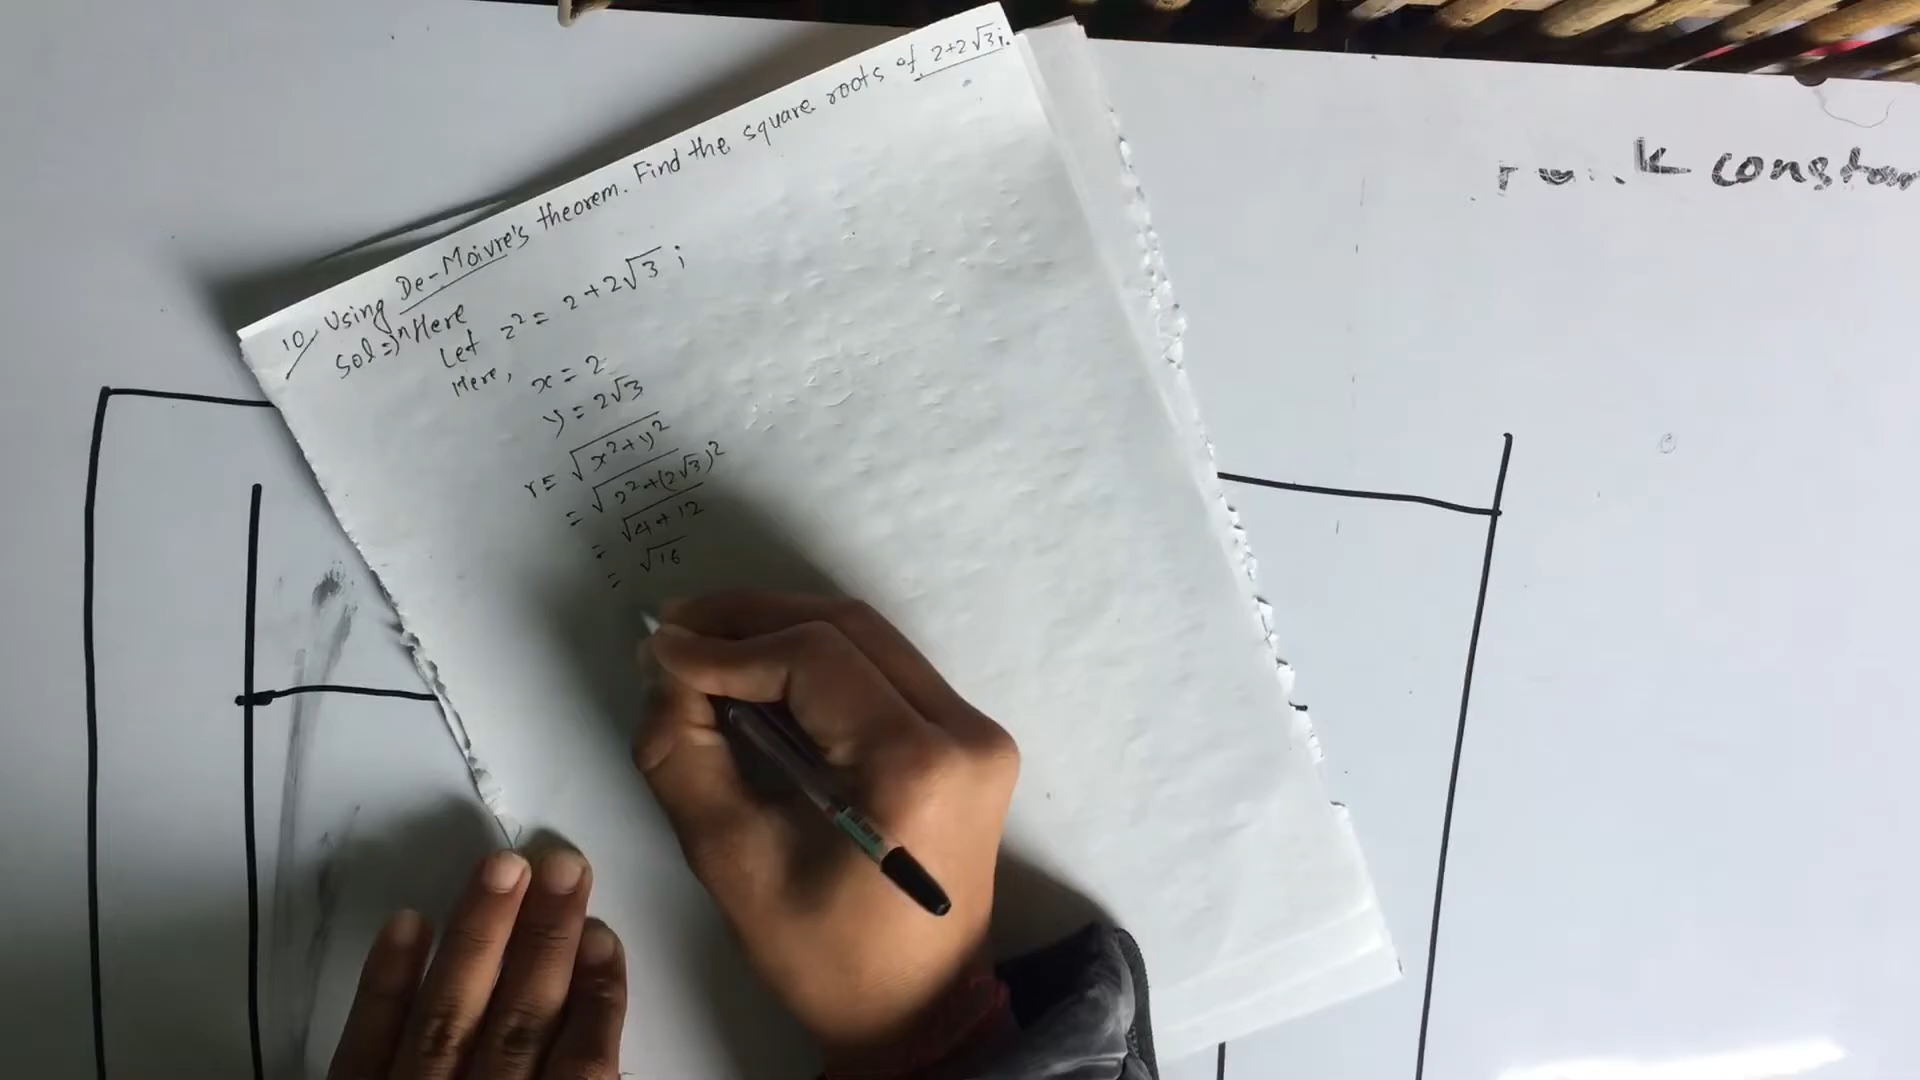 10, Using De-Moivre's theorem. Find the square roots of 2+2√3i.
Sol⇒ⁿ Here
Let z² = 2+2√3 i
Here, x = 2
y = 2√3
r = √x²+y²
= √2²+(2√3)²
= √4+12
= √16
k constan